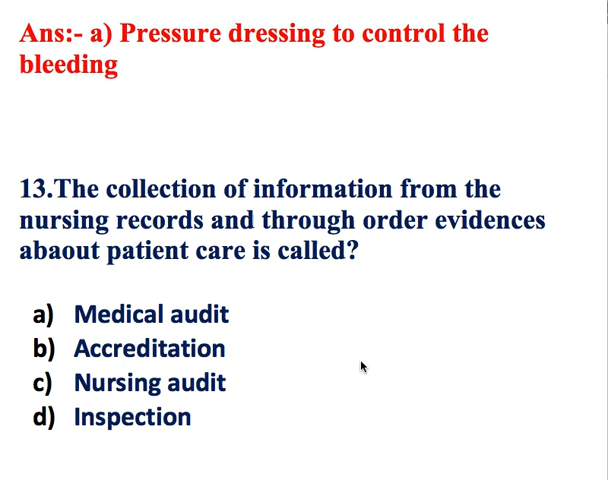 Ans:- a) Pressure dressing to control the
bleeding
13.The collection of information from the
nursing records and through order evidences
abaout patient care is called?
a) Medical audit
b) Accreditation
c) Nursing audit
d) Inspection